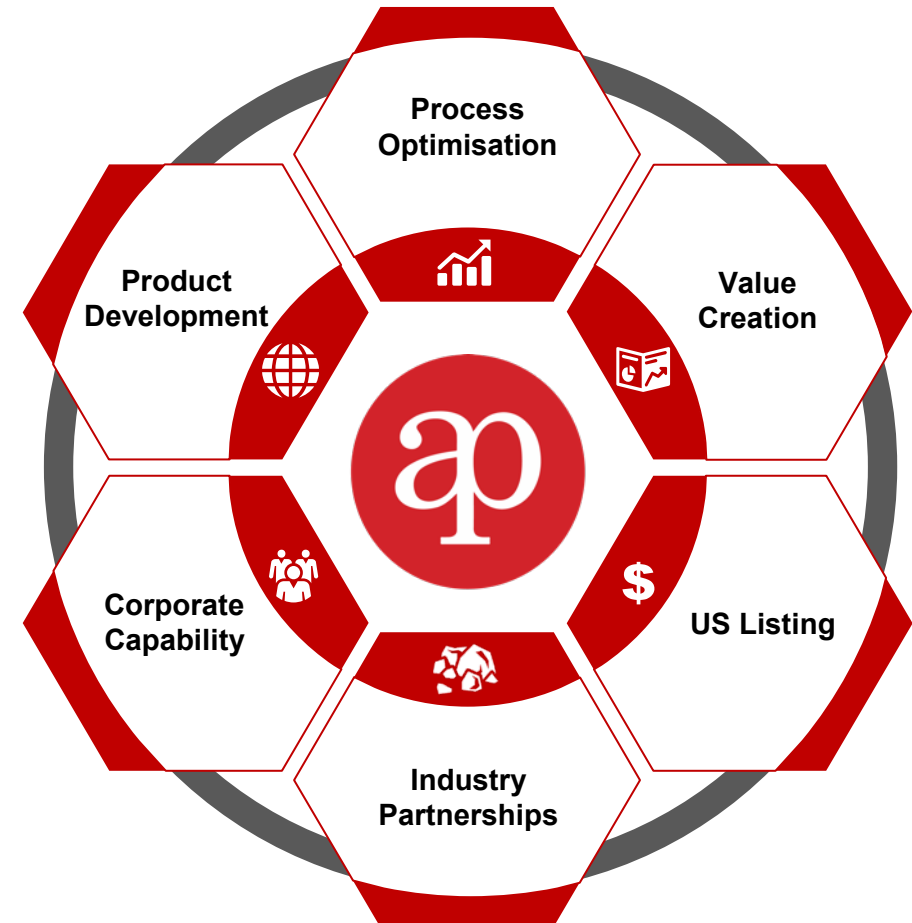 Process
Optimisation
Value
Creation
US Listing
Industry
Partnerships
Corporate
Capability
Product
Development
ap
$